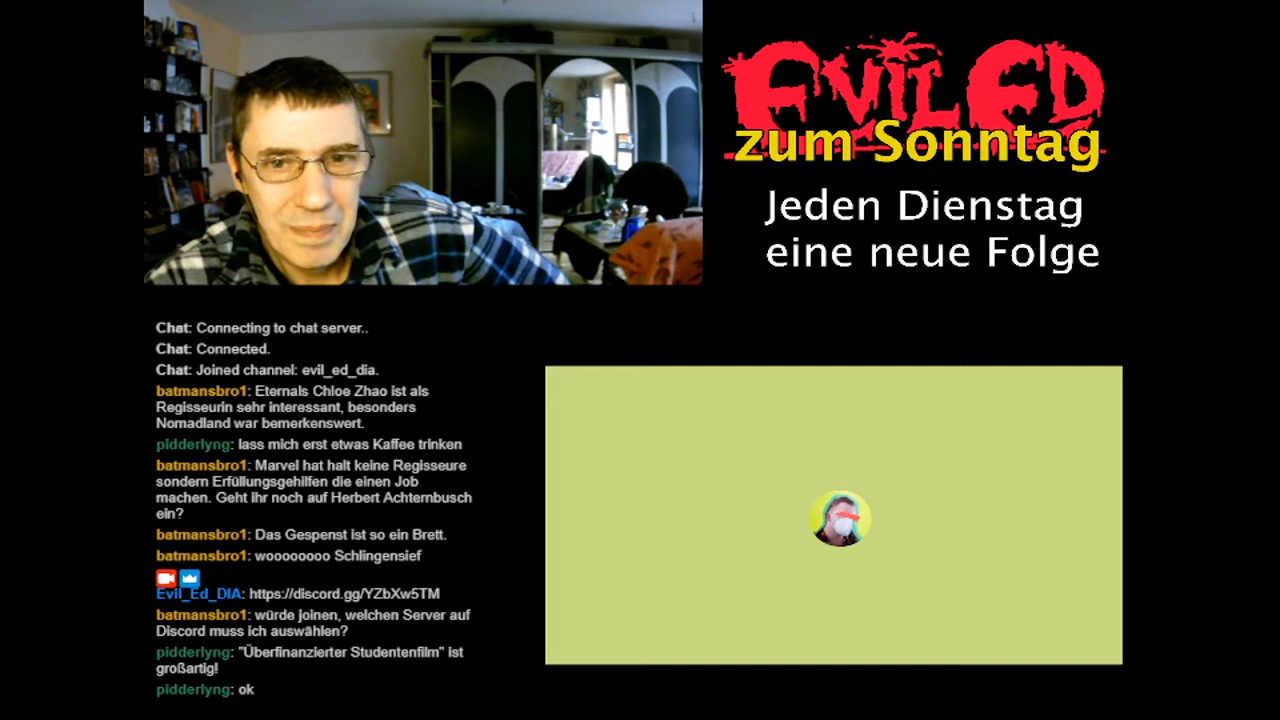 EVIL ED
zum Sonntag
Jeden Dienstag
eine neue Folge
Chat: Connecting to chat server..
Chat: Connected.
Chat: Joined channel: evil_ed_dia.
batmansbro1: Eternals Chloe Zhao ist als
Regisseurin sehr interessant, besonders
Nomadland war bemerkenswert.
pidderlyng: lass mich erst etwas Kaffee trinken
batmansbro1: Marvel hat halt keine Regisseure
sondern Erfüllungsgehilfen die einen Job
machen. Geht ihr noch auf Herbert Achternbusch
ein?
batmansbro1: Das Gespenst ist so ein Brett.
batmansbro1: woooooooo Schlingensief
Evil_Ed_DIA: https://discord.gg/YZbXw5TM
batmansbro1: würde joinen, welchen Server auf
Discord muss ich auswählen?
pidderlyng: "Überfinanzierter Studentenfilm" ist
großartig!
pidderlyng: ok